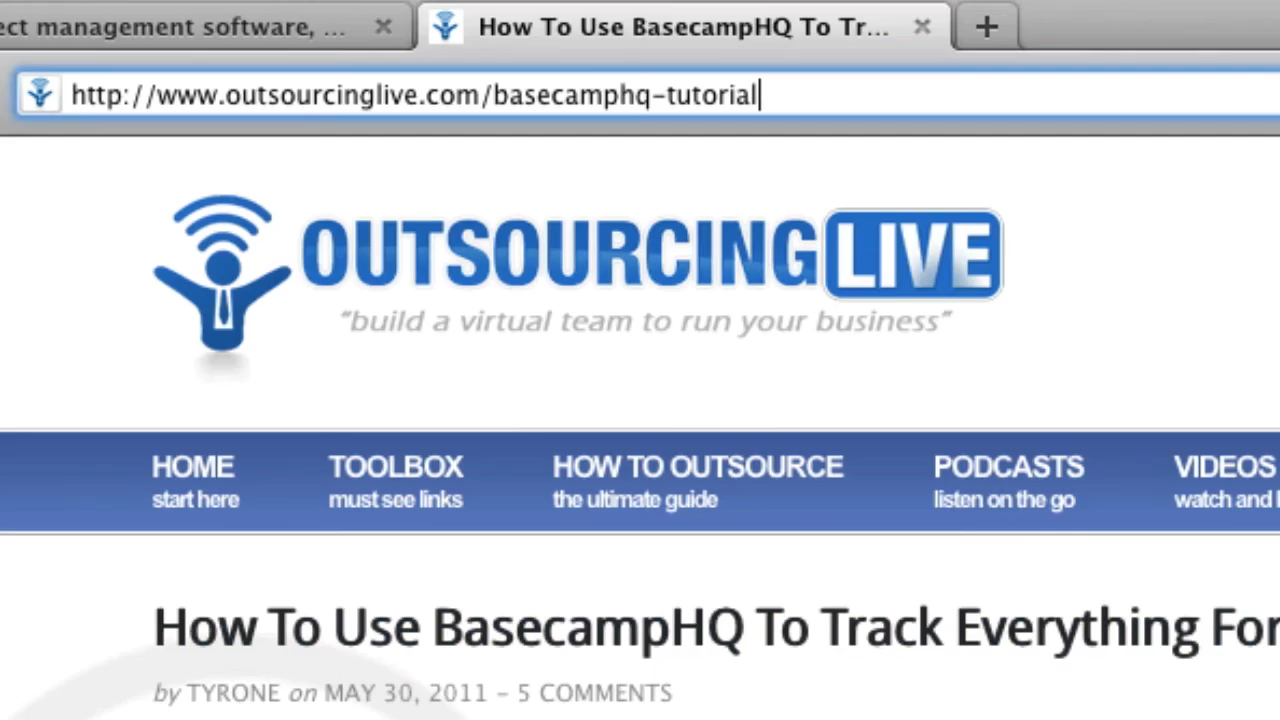 ect management software, ...
How To Use BasecampHQ To Tr...
http://www.outsourcinglive.com/basecamphq-tutorial
OUTSOURCING LIVE
“build a virtual team to run your business”
HOME TOOLBOX HOW TO OUTSOURCE PODCASTS VIDEOS
start here must see links the ultimate guide listen on the go watch and
How To Use BasecampHQ To Track Everything For
by TYRONE on MAY 30, 2011 – 5 COMMENTS